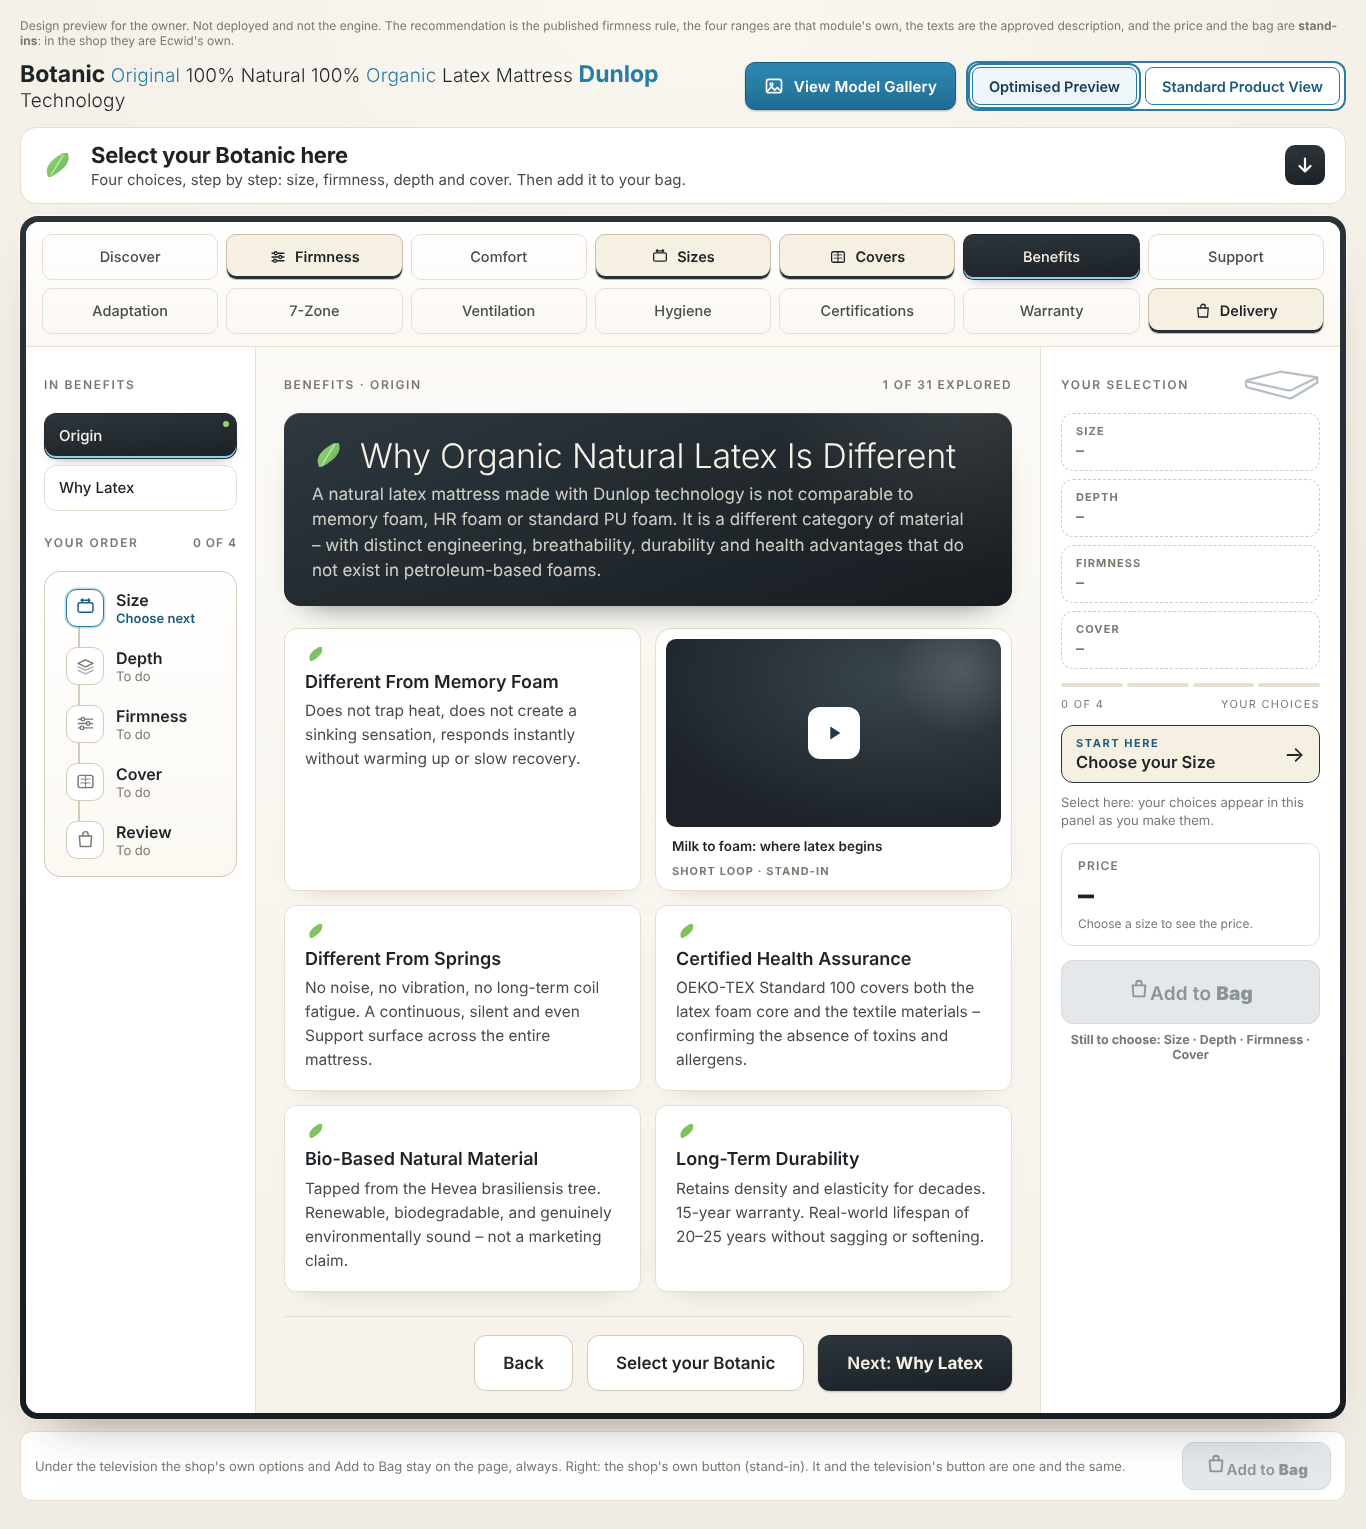 Design preview for the owner. Not deployed and not the engine. The recommendation is the published firmness rule, the four ranges are that module's own, the texts are the approved description, and the price and the bag are stand-
ins: in the shop they are Ecwid's own.
Botanic Original 100% Natural 100% Organic Latex Mattress Dunlop
Technology
View Model Gallery
Optimised Preview
Standard Product View
Select your Botanic here
Four choices, step by step: size, firmness, depth and cover. Then add it to your bag.
Discover
Firmness
Comfort
Sizes
Covers
Benefits
Support
Adaptation
7-Zone
Ventilation
Hygiene
Certifications
Warranty
Delivery
IN BENEFITS
Origin
Why Latex
YOUR ORDER
0 OF 4
Size
Choose next
Depth
To do
Firmness
To do
Cover
To do
Review
To do
BENEFITS · ORIGIN
1 OF 31 EXPLORED
Why Organic Natural Latex Is Different
A natural latex mattress made with Dunlop technology is not comparable to
memory foam, HR foam or standard PU foam. It is a different category of material
– with distinct engineering, breathability, durability and health advantages that do
not exist in petroleum-based foams.
Different From Memory Foam
Does not trap heat, does not create a
sinking sensation, responds instantly
without warming up or slow recovery.
Milk to foam: where latex begins
SHORT LOOP · STAND-IN
Different From Springs
No noise, no vibration, no long-term coil
fatigue. A continuous, silent and even
Support surface across the entire
mattress.
Certified Health Assurance
OEKO-TEX Standard 100 covers both the
latex foam core and the textile materials –
confirming the absence of toxins and
allergens.
Bio-Based Natural Material
Tapped from the Hevea brasiliensis tree.
Renewable, biodegradable, and genuinely
environmentally sound – not a marketing
claim.
Long-Term Durability
Retains density and elasticity for decades.
15-year warranty. Real-world lifespan of
20–25 years without sagging or softening.
Back
Select your Botanic
Next: Why Latex
YOUR SELECTION
SIZE
–
DEPTH
–
FIRMNESS
–
COVER
–
0 OF 4
YOUR CHOICES
START HERE
Choose your Size
Select here: your choices appear in this
panel as you make them.
PRICE
–
Choose a size to see the price.
Add to Bag
Still to choose: Size · Depth · Firmness ·
Cover
Under the television the shop's own options and Add to Bag stay on the page, always. Right: the shop's own button (stand-in). It and the television's button are one and the same.
Add to Bag